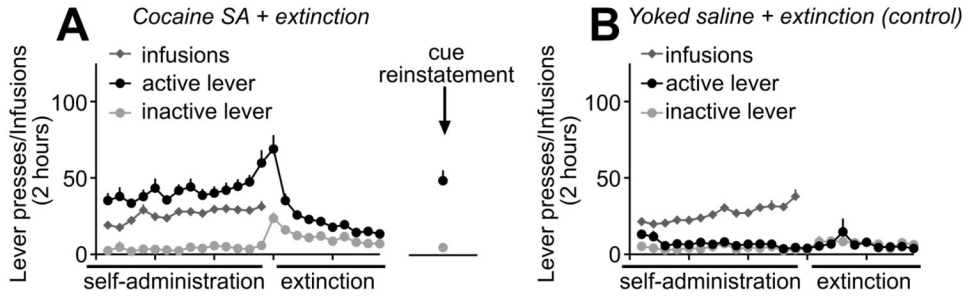 A
Cocaine SA + extinction
infusions
active lever
inactive lever
cue
reinstatement
Lever presses/Infusions
(2 hours)
100
50
0
self-administration
extinction
B
Yoked saline + extinction (control)
infusions
active lever
inactive lever
Lever presses/Infusions
(2 hours)
100
50
0
self-administration
extinction